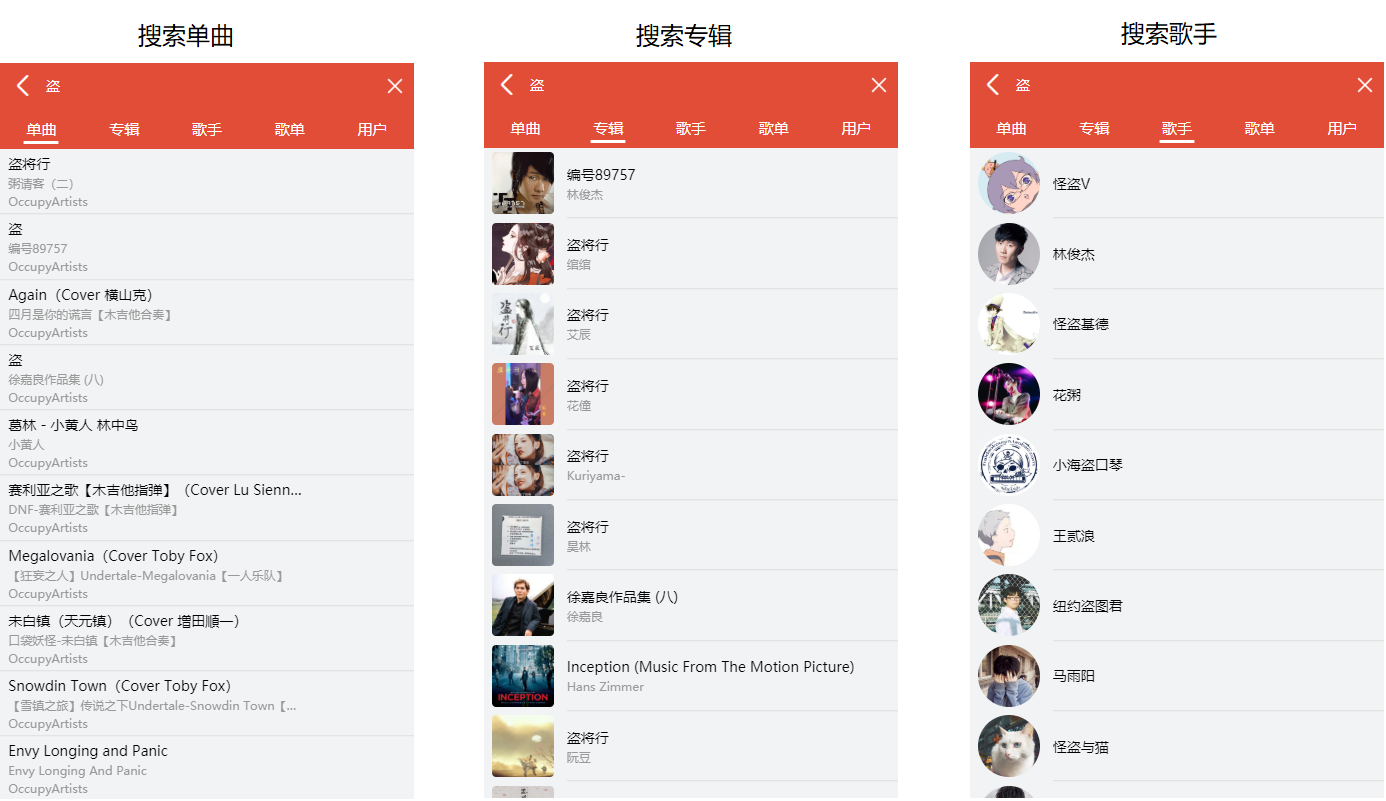 搜索单曲
盗
单曲 专辑 歌手 歌单 用户
盗将行
粥请客（二）
OccupyArtists
盗
编号89757
OccupyArtists
Again（Cover 横山克）
四月是你的谎言【木吉他合奏】
OccupyArtists
盗
徐嘉良作品集 (八)
OccupyArtists
葛林 - 小黄人 林中鸟
小黄人
OccupyArtists
赛利亚之歌【木吉他指弹】（Cover Lu Sienn...
DNF-赛利亚之歌【木吉他指弹】
OccupyArtists
Megalovania（Cover Toby Fox）
【狂妄之人】Undertale-Megalovania【一人乐队】
OccupyArtists
未白镇（天元镇）（Cover 增田順一）
口袋妖怪-未白镇【木吉他合奏】
OccupyArtists
Snowdin Town（Cover Toby Fox）
【雪镇之旅】传说之下Undertale-Snowdin Town【...
OccupyArtists
Envy Longing and Panic
Envy Longing And Panic
OccupyArtists
搜索专辑
盗
单曲 专辑 歌手 歌单 用户
编号89757
林俊杰
盗将行
绾绾
盗将行
艾辰
盗将行
花僮
盗将行
Kuriyama-
盗将行
昊林
徐嘉良作品集 (八)
徐嘉良
INCEPTION
Inception (Music From The Motion Picture)
Hans Zimmer
盗将行
阮豆
搜索歌手
盗
单曲 专辑 歌手 歌单 用户
怪盗V
林俊杰
怪盗基德
花粥
小海盗口琴
王贰浪
纽约盗图君
马雨阳
怪盗与猫